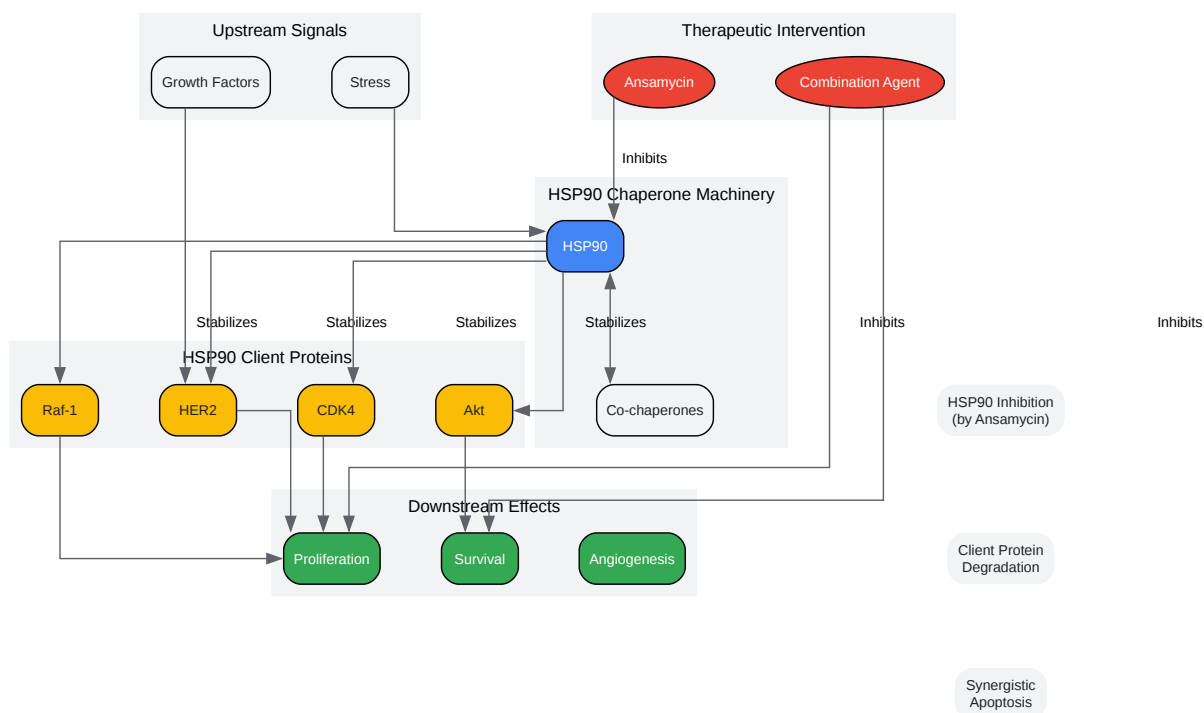 Upstream Signals
Therapeutic Intervention
Growth Factors
Stress
Ansamycin
Combination Agent
Inhibits
HSP90 Chaperone Machinery
HSP90
Stabilizes
Stabilizes
Stabilizes
Stabilizes
Inhibits
Inhibits
HSP90 Client Proteins
Raf-1
HER2
CDK4
Akt
Co-chaperones
HSP90 Inhibition
(by Ansamycin)
Downstream Effects
Proliferation
Survival
Angiogenesis
Client Protein
Degradation
Synergistic
Apoptosis